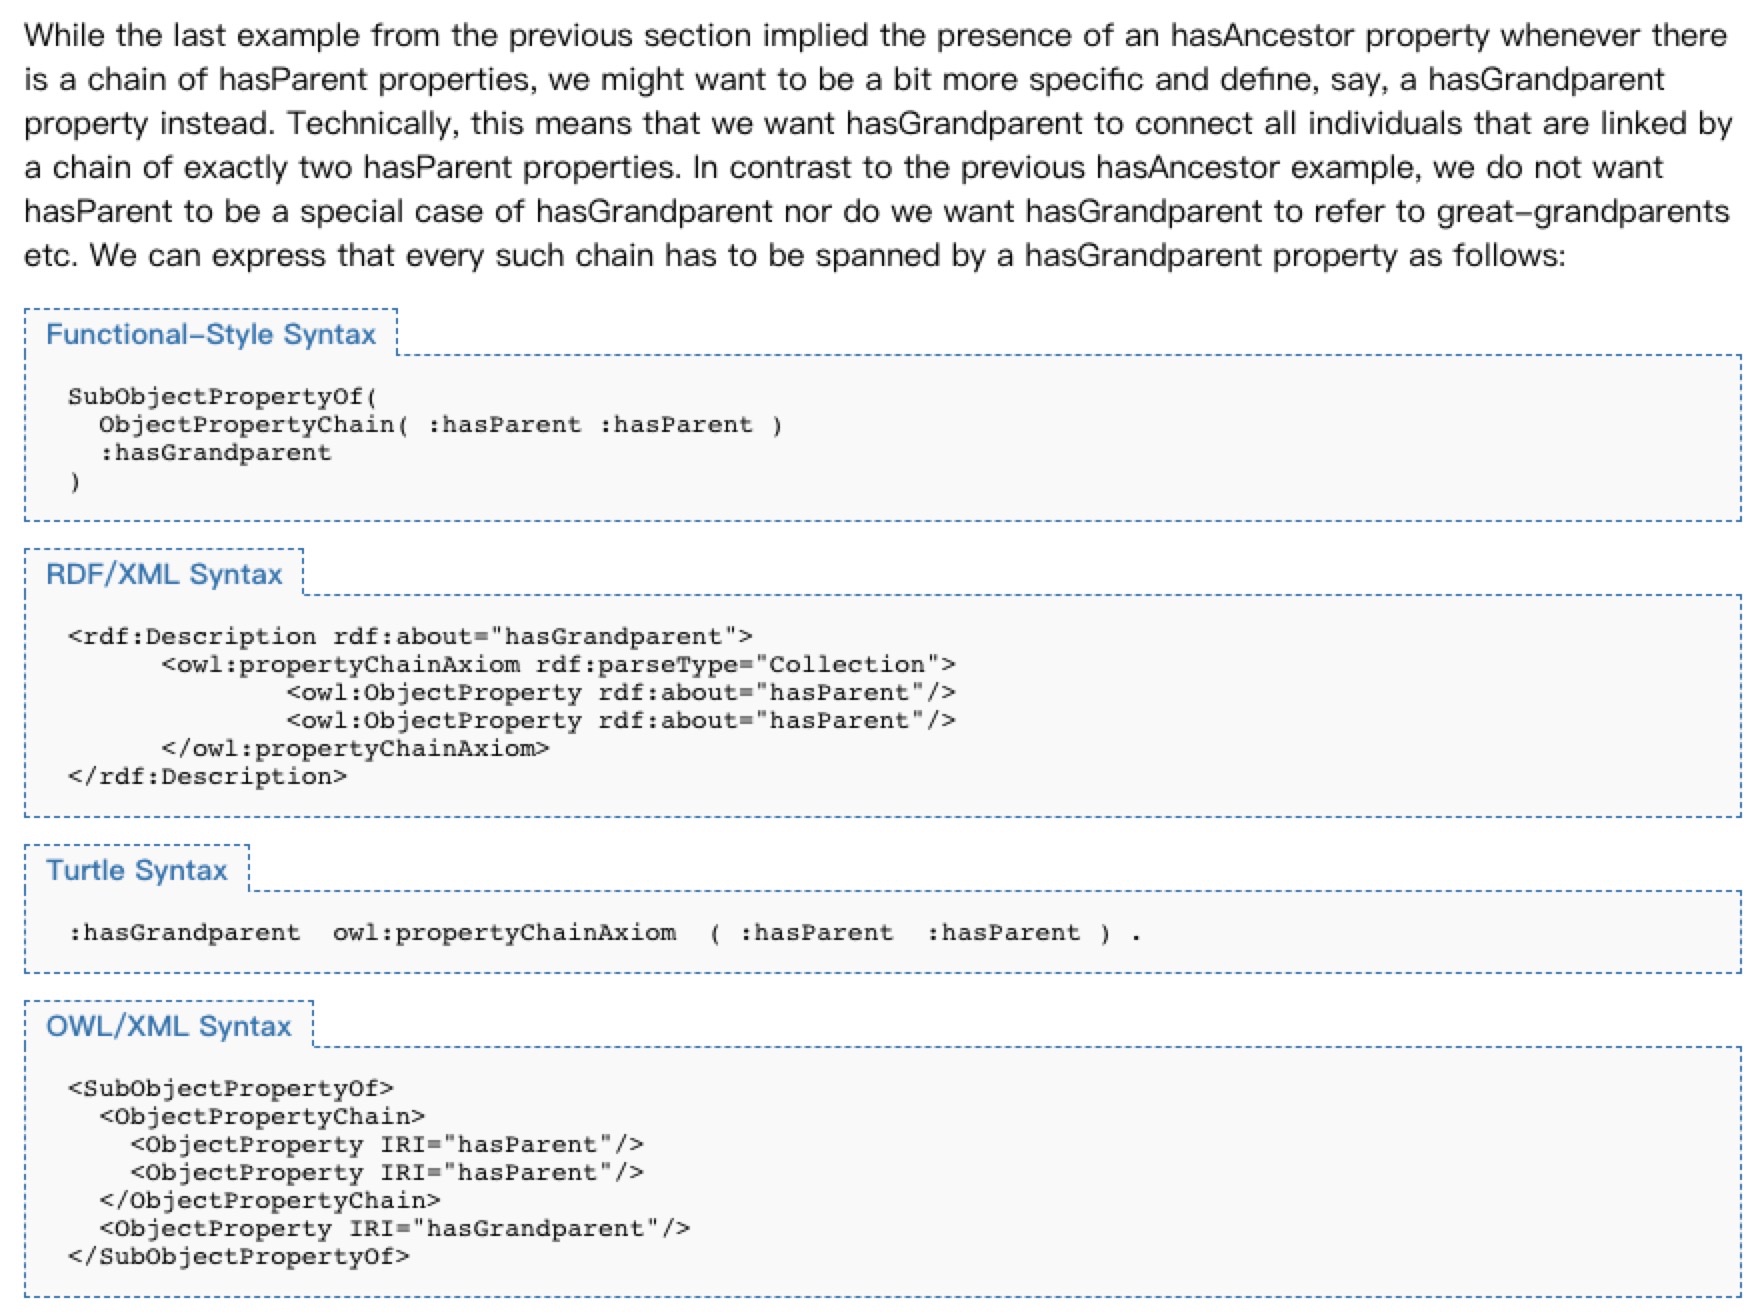 While the last example from the previous section implied the presence of an hasAncestor property whenever there
is a chain of hasParent properties, we might want to be a bit more specific and define, say, a hasGrandparent
property instead. Technically, this means that we want hasGrandparent to connect all individuals that are linked by
a chain of exactly two hasParent properties. In contrast to the previous hasAncestor example, we do not want
hasParent to be a special case of hasGrandparent nor do we want hasGrandparent to refer to great–grandparents
etc. We can express that every such chain has to be spanned by a hasGrandparent property as follows:
Functional–Style Syntax
SubObjectPropertyOf(
  ObjectPropertyChain( :hasParent :hasParent )
  :hasGrandparent
)
RDF/XML Syntax
<rdf:Description rdf:about="hasGrandparent">
      <owl:propertyChainAxiom rdf:parseType="Collection">
              <owl:ObjectProperty rdf:about="hasParent"/>
              <owl:ObjectProperty rdf:about="hasParent"/>
      </owl:propertyChainAxiom>
</rdf:Description>
Turtle Syntax
:hasGrandparent  owl:propertyChainAxiom  ( :hasParent  :hasParent ) .
OWL/XML Syntax
<SubObjectPropertyOf>
  <ObjectPropertyChain>
    <ObjectProperty IRI="hasParent"/>
    <ObjectProperty IRI="hasParent"/>
  </ObjectPropertyChain>
  <ObjectProperty IRI="hasGrandparent"/>
</SubObjectPropertyOf>